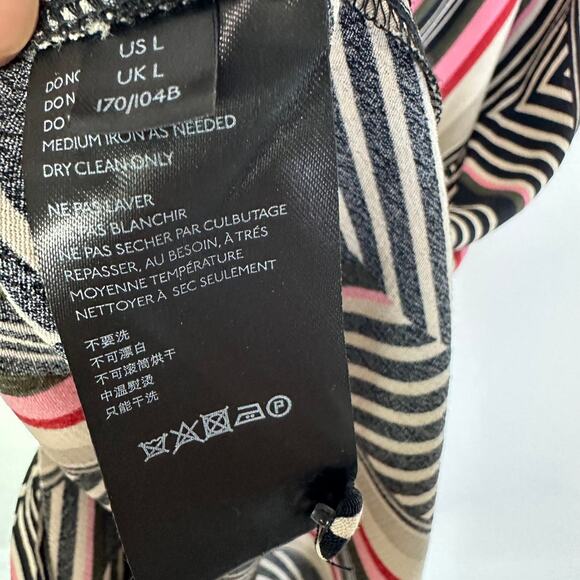 US L
UK L
170/104B
DO NO
DO N
DO
MEDIUM IRON AS NEEDED
DRY CLEAN ONLY
NE PAS LAVER
PAS BLANCHIR
NE PAS SECHER PAR CULBUTAGE
REPASSER, AU BESOIN, À TRÉS
MOYENNE TEMPÉRATURE
NETTOYER À SEC SEULEMENT
不要洗
不可漂白
不可滚筒烘干
中温熨烫
只能干洗
P